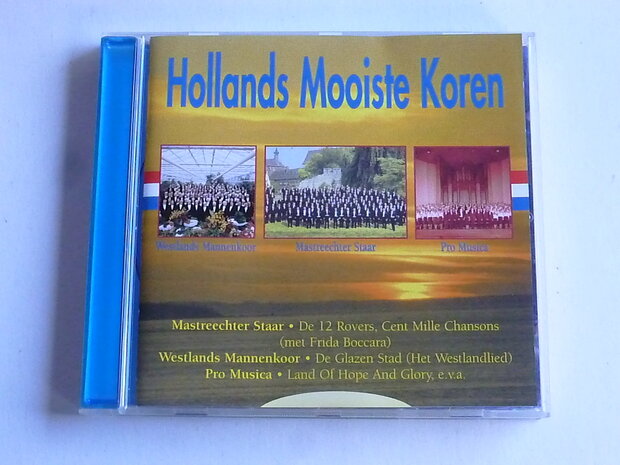 Hollands Mooiste Koren
Westlands Mannenkoor
Mastreechter Staar
Pro Musica
Mastreechter Staar • De 12 Rovers, Cent Mille Chansons
(met Frida Boccara)
Westlands Mannenkoor • De Glazen Stad (Het Westlandlied)
Pro Musica • Land Of Hope And Glory, e.v.a.